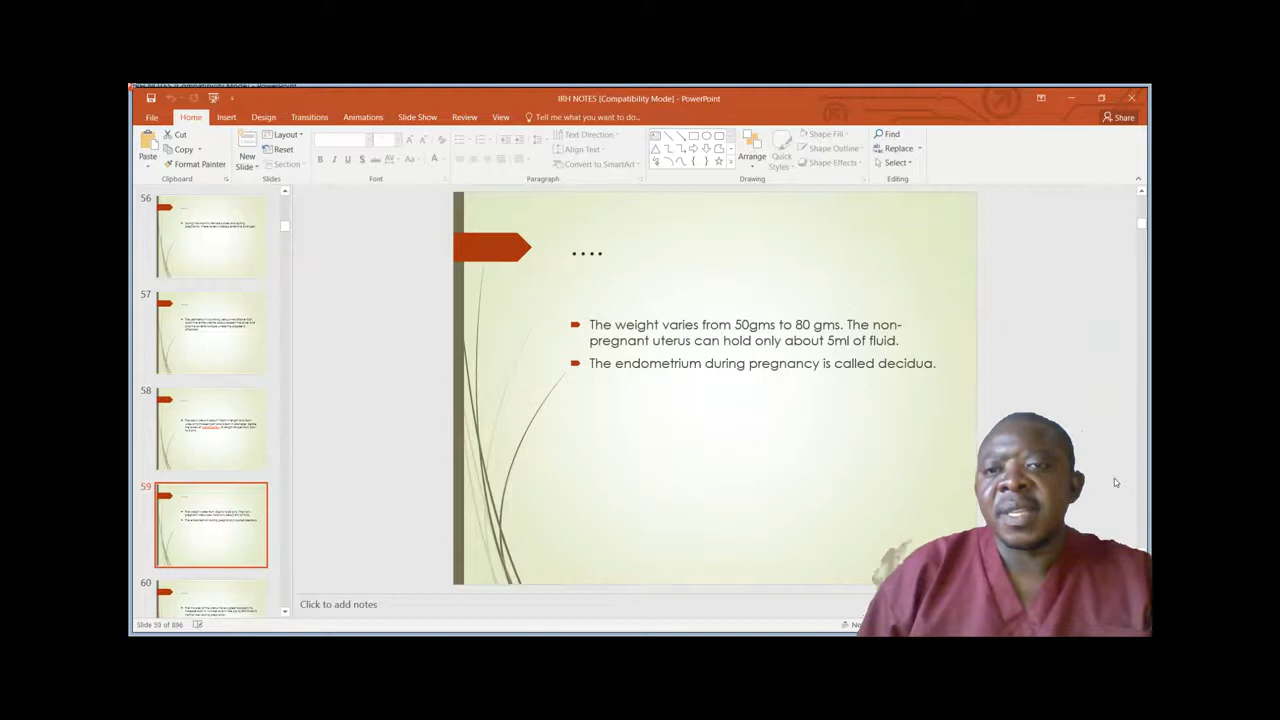 IRH NOTES [Compatibility Mode] - PowerPoint
File Home Insert Design Transitions Animations Slide Show Review View Tell me what you want to do... Share
Cut
Copy
Format Painter
Paste
Clipboard
New Slide
Layout
Reset
Section
Slides
Font
Text Direction
Align Text
Convert to SmartArt
Paragraph
Arrange
Quick Styles
Shape Fill
Shape Outline
Shape Effects
Drawing
Find
Replace
Select
Editing
56
57
58
59
60
....
The weight varies from 50gms to 80 gms. The non-
pregnant uterus can hold only about 5ml of fluid.
The endometrium during pregnancy is called decidua.
Click to add notes
Slide 59 of 896